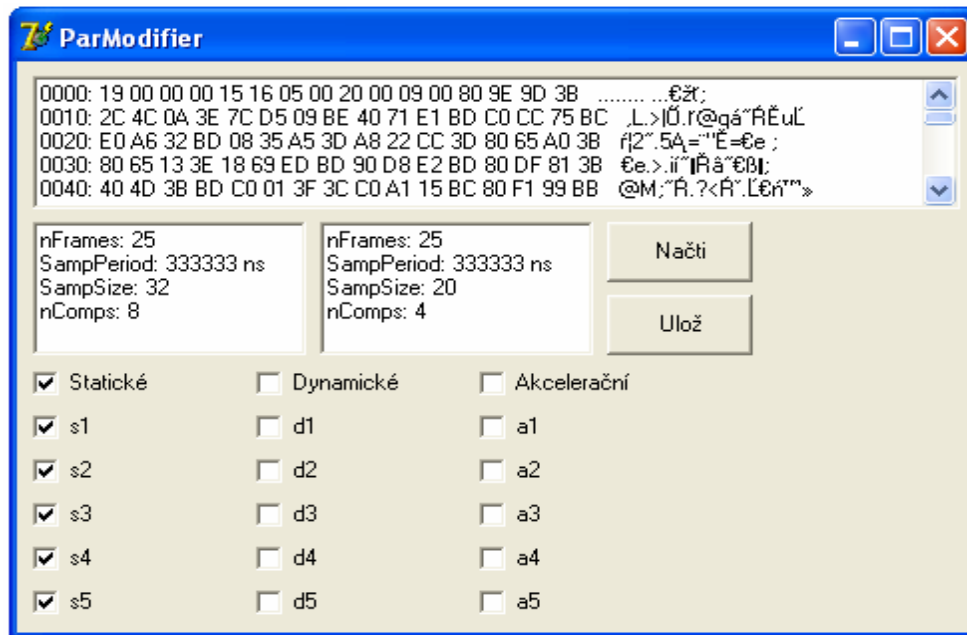 ParModifier
0000: 19 00 00 00 15 16 05 00 20 00 09 00 80 9E 9D 3B ........ ...€žť;
0010: 2C 4C 0A 3E 7C D5 09 BE 40 71 E1 BD C0 CC 75 BC
0020: E0 A6 32 BD 08 35 A5 3D A8 22 CC 3D 80 65 A0 3B
0030: 80 65 13 3E 18 69 ED BD 90 D8 E2 BD 80 DF 81 3B
0040: 40 4D 3B BD C0 01 3F 3C C0 A1 15 BC 80 F1 99 BB
nFrames: 25
SampPeriod: 333333 ns
SampSize: 32
nComps: 8
nFrames: 25
SampPeriod: 333333 ns
SampSize: 20
nComps: 4
Načti
Ulož
Statické Dynamické Akcelerační
s1 d1 a1
s2 d2 a2
s3 d3 a3
s4 d4 a4
s5 d5 a5